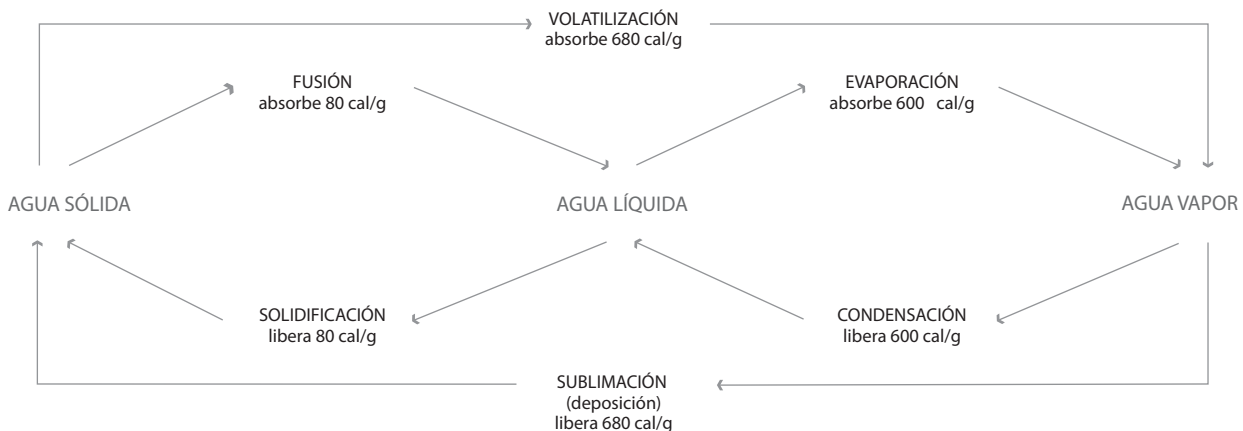 VOLATILIZACIÓN
absorbe 680 cal/g
FUSIÓN
absorbe 80 cal/g
EVAPORACIÓN
absorbe 600 cal/g
AGUA SÓLIDA
AGUA LÍQUIDA
AGUA VAPOR
SOLIDIFICACIÓN
libera 80 cal/g
CONDENSACIÓN
libera 600 cal/g
SUBLIMACIÓN
(deposición)
libera 680 cal/g